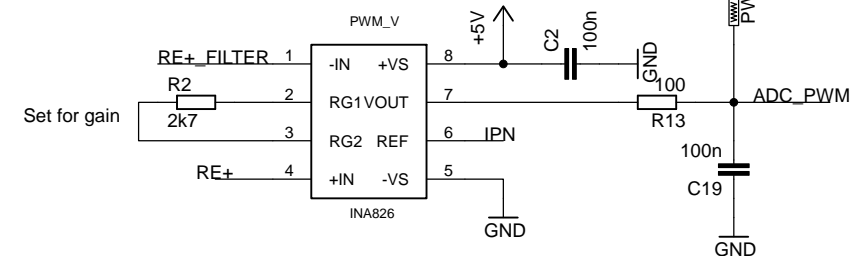 PWM_V
+5V
C2
100n
GND
PW
RE+_FILTER
1
-IN
+VS
8
R2
2k7
2
RG1
VOUT
7
100
R13
ADC_PWM
Set for gain
3
RG2
REF
6
IPN
RE+
4
+IN
-VS
5
100n
C19
INA826
GND
GND